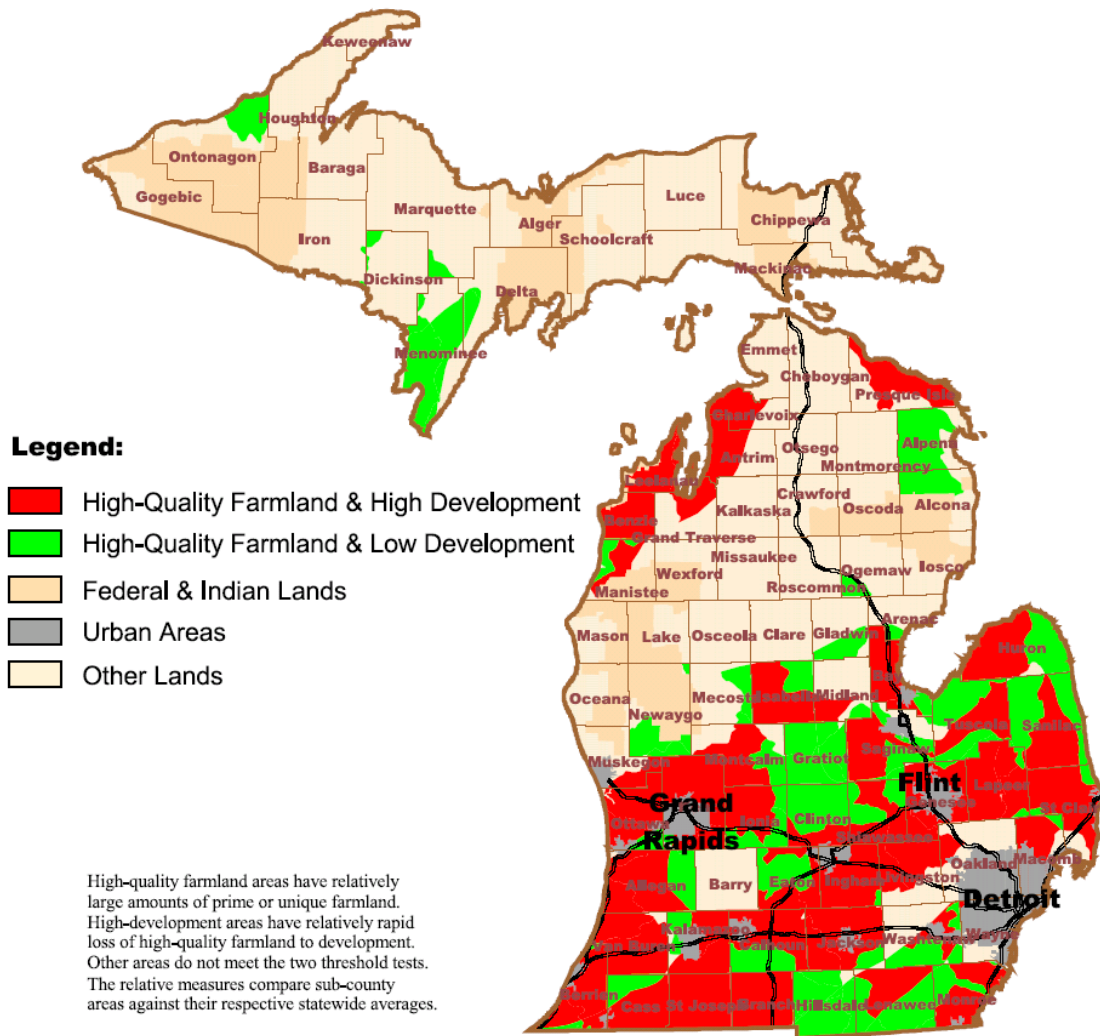 Keweenaw
Houghton
Ontonagon
Baraga
Gogebic
Marquette
Luce
Alger
Chippewa
Iron
Schoolcraft
Mackinac
Dickinson
Delta
Menominee
Emmet
Cheboygan
Presque Isle
Charlevoix
Legend:
Otsego
Alpena
Antrim
Montmorency
Leelanau
High-Quality Farmland & High Development
Crawford
Benzie
Kalkaska
Oscoda
Alcona
High-Quality Farmland & Low Development
Grand Traverse
Missaukee
Wexford
Ogemaw
Iosco
Federal & Indian Lands
Manistee
Roscommon
Urban Areas
Arenac
Mason
Lake
Osceola
Clare
Gladwin
Huron
Other Lands
Bay
Mecosta
Isabella
Midland
Oceana
Newaygo
Tuscola
Sanilac
Saginaw
Muskegon
Montcalm
Gratiot
Flint
Lapeer
Grand
Genesee
St Clair
Ottawa
Ionia
Clinton
Rapids
Shiawassee
Oakland
Macomb
High-quality farmland areas have relatively
large amounts of prime or unique farmland.
High-development areas have relatively rapid
loss of high-quality farmland to development.
Other areas do not meet the two threshold tests.
The relative measures compare sub-county
areas against their respective statewide averages.
Allegan
Barry
Eaton
Ingham
Livingston
Detroit
Kalamazoo
Van Buren
Calhoun
Jackson
Washtenaw
Wayne
Berrien
Cass
St Joseph
Branch
Hillsdale
Lenawee
Monroe